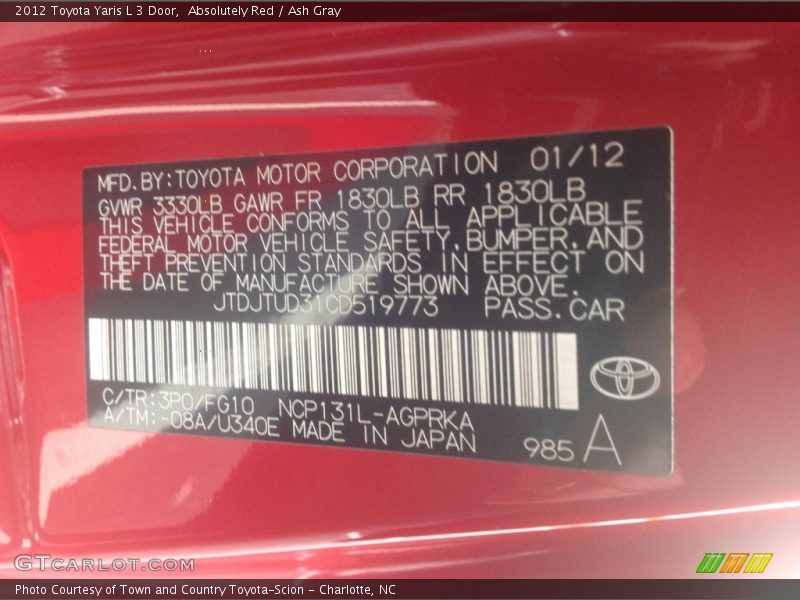 2012 Toyota Yaris L 3 Door,  Absolutely Red / Ash Gray
MFD.BY:TOYOTA MOTOR CORPORATION 01/12
GVWR 3330LB GAWR FR 1830LB RR 1830LB
THIS VEHICLE CONFORMS TO ALL APPLICABLE
FEDERAL MOTOR VEHICLE SAFETY,BUMPER,AND
THEFT PREVENTION STANDARDS IN EFFECT ON
THE DATE OF MANUFACTURE SHOWN ABOVE.
JTDJTUD31CD519773 PASS.CAR
C/TR:3P0/FG10 NCP131L-AGPRKA
A/TM:-08A/U340E MADE IN JAPAN
985 A
GTCARLOT.COM
Photo Courtesy of Town and Country Toyota-Scion - Charlotte, NC